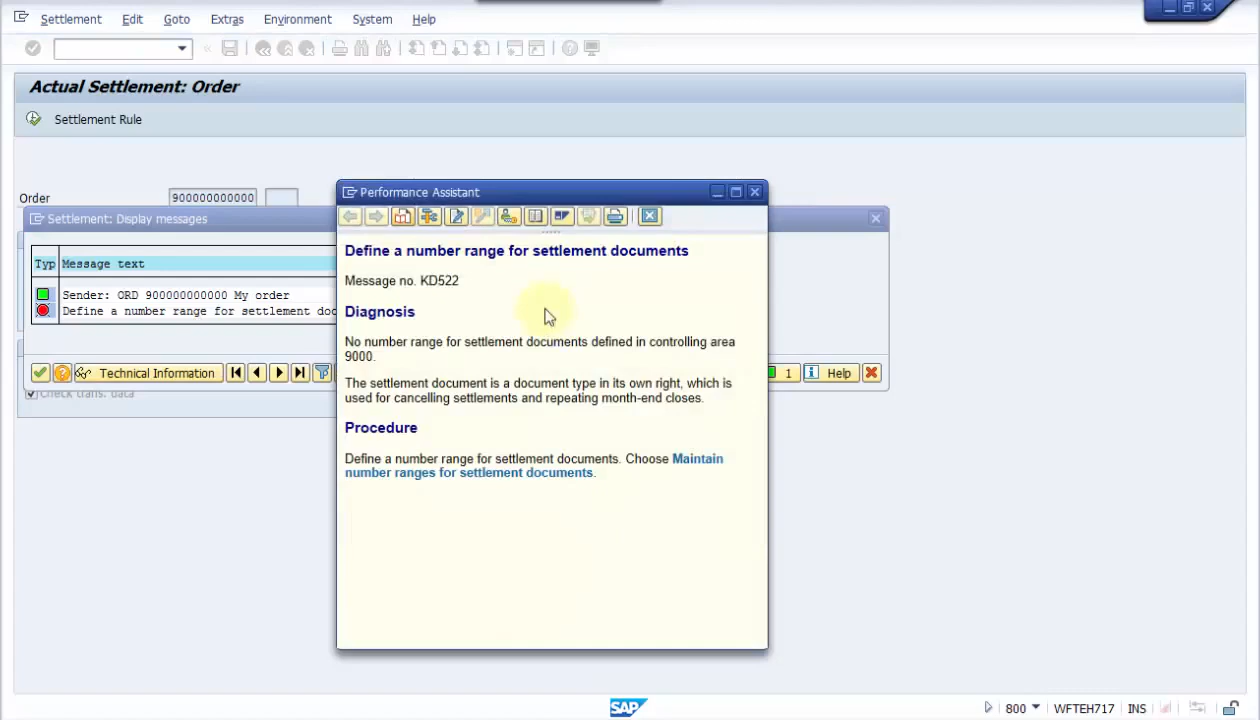 Settlement Edit Goto Extras Environment System Help
Actual Settlement: Order
Settlement Rule
Order 900000000000
Settlement: Display messages
Typ Message text
Sender: ORD 900000000000 My order
Define a number range for settlement doc
Technical Information
1 Help
Check trans. data
Performance Assistant
Define a number range for settlement documents
Message no. KD522
Diagnosis
No number range for settlement documents defined in controlling area
9000.
The settlement document is a document type in its own right, which is
used for cancelling settlements and repeating month-end closes.
Procedure
Define a number range for settlement documents. Choose Maintain
number ranges for settlement documents.
SAP
800 WFTEH717 INS